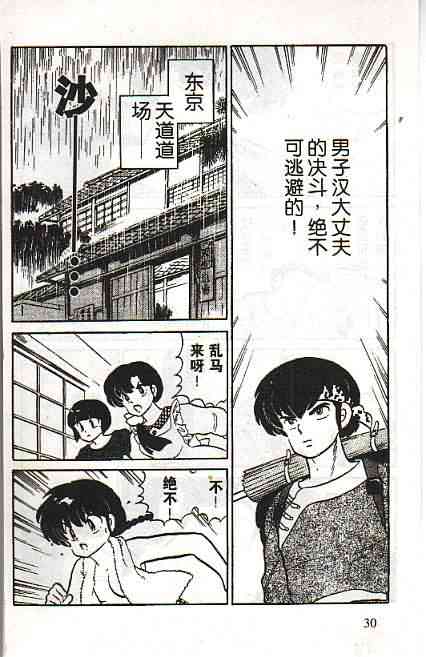 男子汉大丈夫
的决斗，绝不
可逃避的！
东京
天道道
场
沙
乱马
来呀！
不！
绝不！
30